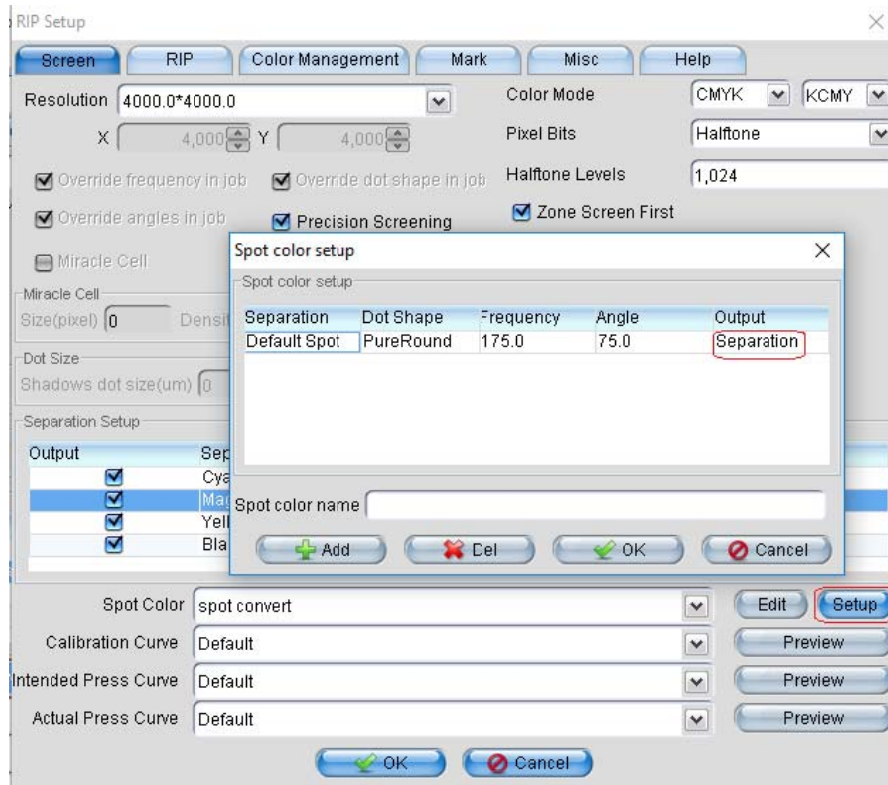 RIP Setup
Screen RIP Color Management Mark Misc Help
Resolution 4000.0*4000.0 Color Mode CMYK KCMY
X 4,000 Y 4,000 Pixel Bits Halftone
Override frequency in job Override dot shape in job Halftone Levels 1,024
Override angles in job Precision Screening Zone Screen First
Miracle Cell
Spot color setup
Spot color setup
Separation Dot Shape Frequency Angle Output
Default Spot PureRound 175.0 75.0 Separation
Spot color name
Add Del OK Cancel
Miracle Cell
Size(pixel) 0
Dot Size
Shadows dot size(um) 0
Separation Setup
Output
Spot Color spot convert Edit Setup
Calibration Curve Default Preview
Intended Press Curve Default Preview
Actual Press Curve Default Preview
OK Cancel